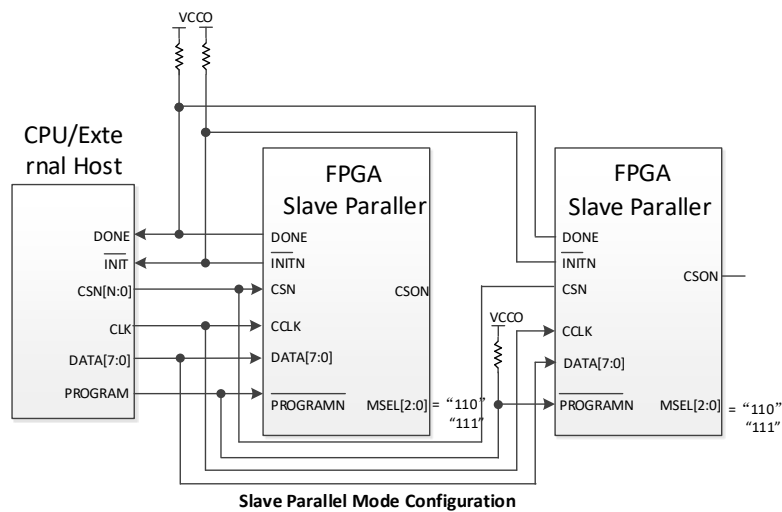 VCCO
CPU/Exte
rnal Host
DONE
INIT
CSN[N:0]
CLK
DATA[7:0]
PROGRAM
FPGA
Slave Paraller
DONE
INITN
CSN
CSON
CCLK
DATA[7:0]
PROGRAMN
MSEL[2:0] = “110”
“111”
VCCO
FPGA
Slave Paraller
DONE
INITN
CSON
CSN
CCLK
DATA[7:0]
PROGRAMN
MSEL[2:0] = “110”
“111”
Slave Parallel Mode Configuration